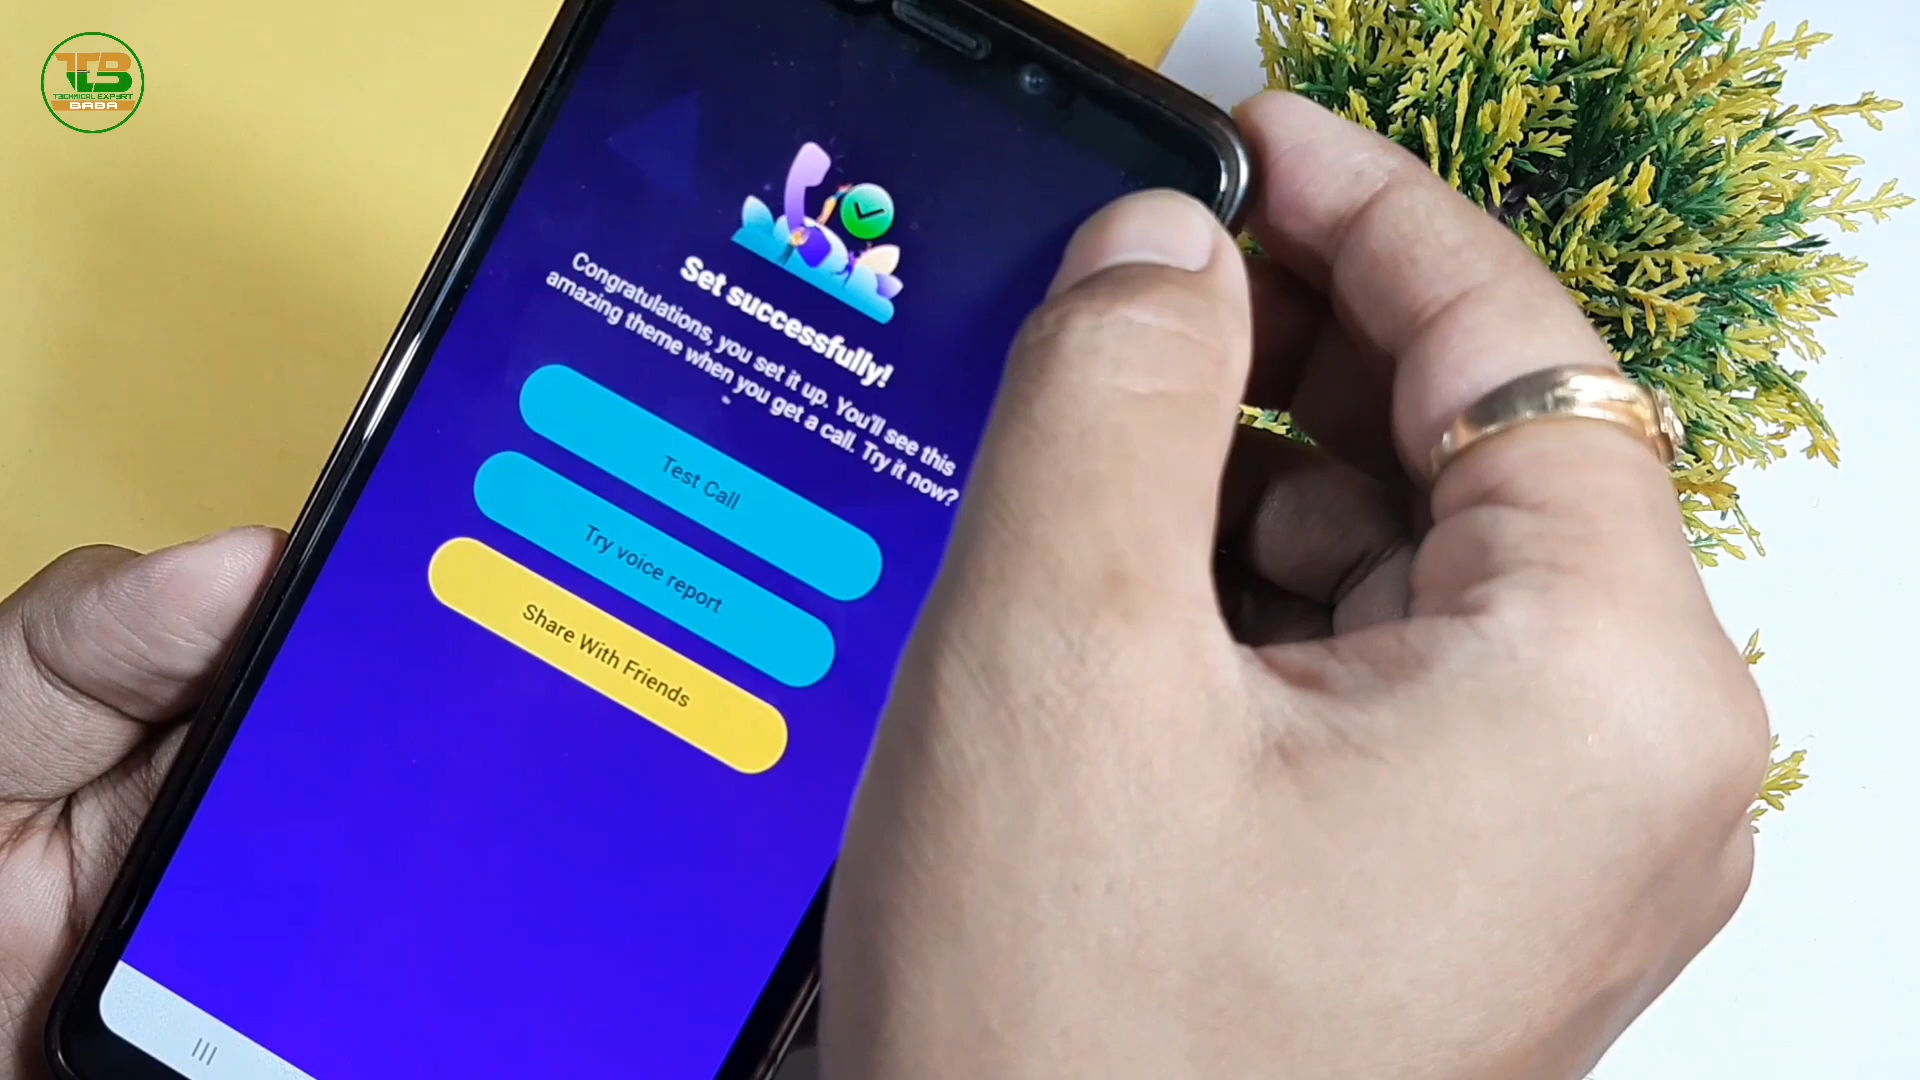 TEB
TECHNICAL EXPERT
BABA
Set successfully!
Congratulations, you set it up. You'll see this
amazing theme when you get a call. Try it now?
Test Call
Try voice report
Share With Friends